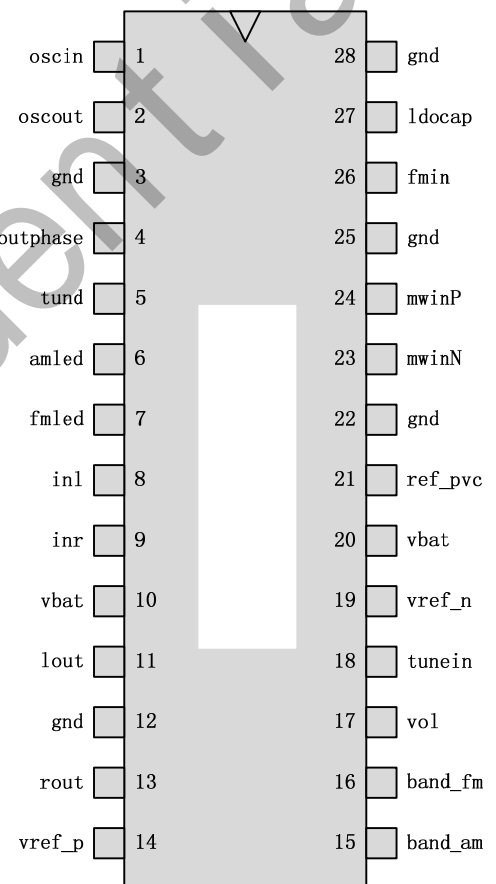 oscin 1 28 gnd
oscout 2 27 ldocap
gnd 3 26 fmin
outphase 4 25 gnd
tund 5 24 mwinP
amled 6 23 mwinN
fmled 7 22 gnd
inl 8 21 ref_pvc
inr 9 20 vbat
vbat 10 19 vref_n
lout 11 18 tunein
gnd 12 17 vol
rout 13 16 band_fm
vref_p 14 15 band_am